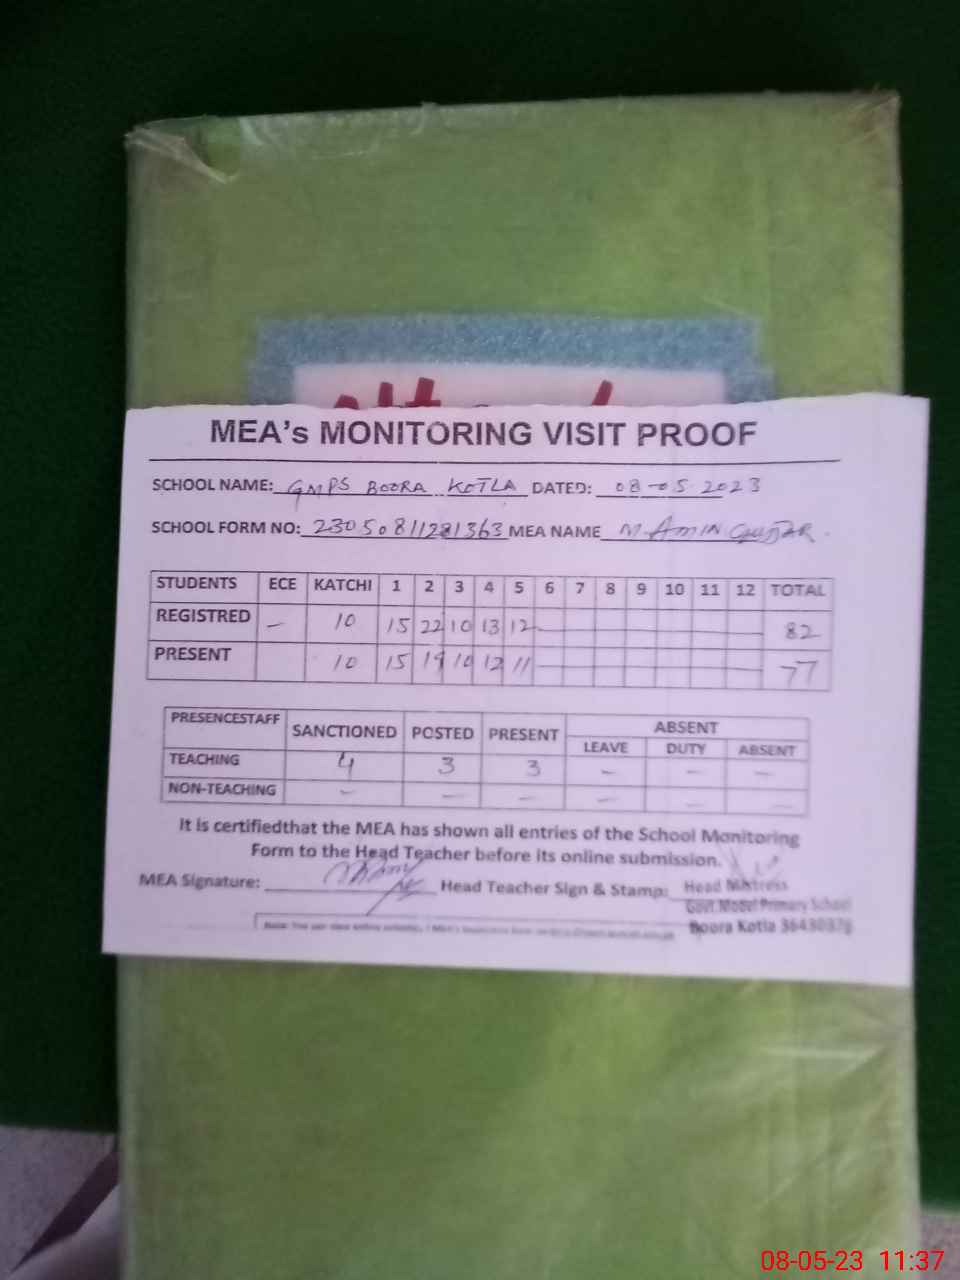 MEA's MONITORING VISIT PROOF
SCHOOL NAME: GMPS BOORA KOTLA DATED: 08-05-2023
SCHOOL FORM NO: 23050811281363 MEA NAME M. AMIN GUJJAR.
STUDENTS ECE KATCHI 1 2 3 4 5 6 7 8 9 10 11 12 TOTAL
REGISTRED - 10 15 22 10 13 12 82
PRESENT 10 15 19 10 12 11 77
PRESENCESTAFF SANCTIONED POSTED PRESENT ABSENT
LEAVE DUTY ABSENT
TEACHING 4 3 3 - - -
NON-TEACHING - - - - - -
It is certifiedthat the MEA has shown all entries of the School Monitoring
Form to the Head Teacher before its online submission.
MEA Signature: Head Teacher Sign & Stamp: Head Mistress
Govt. Model Primary School
Boora Kotla
08-05-23 11:37